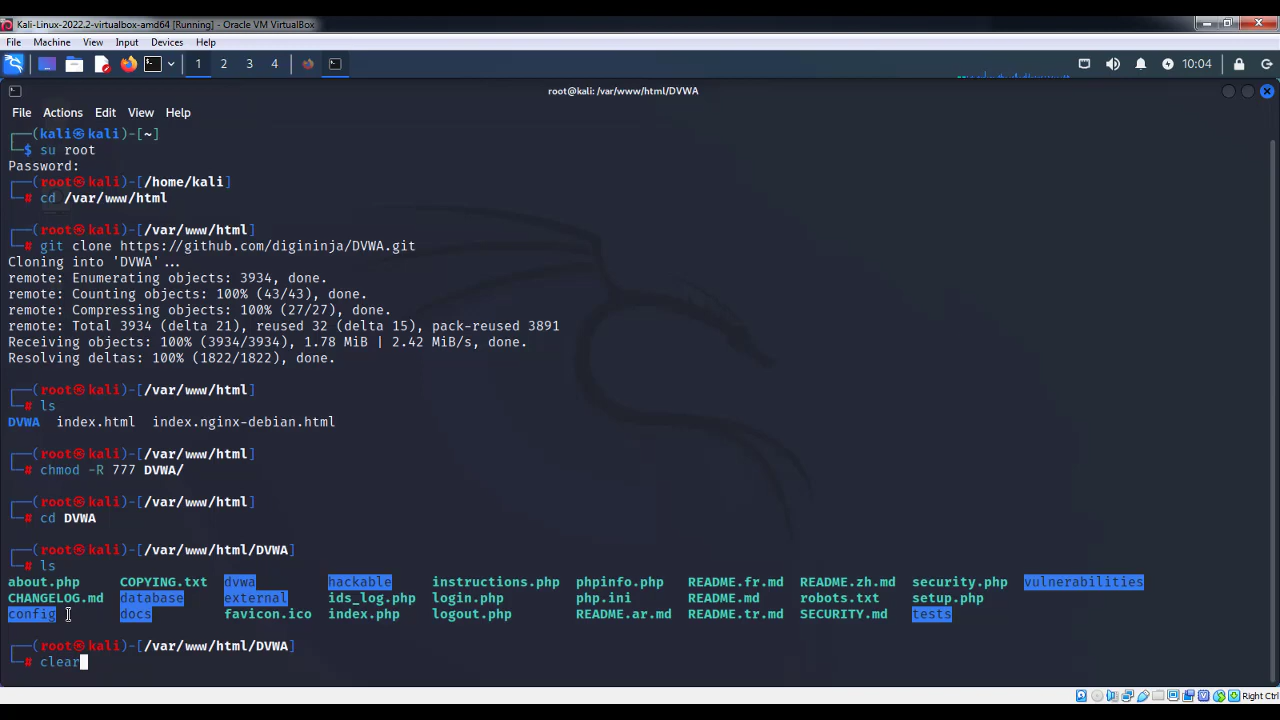 Kali-Linux-2022.2-virtualbox-amd64 [Running] - Oracle VM VirtualBox
File Machine View Input Devices Help
1 2 3 4 10:04
root@kali: /var/www/html/DVWA
File Actions Edit View Help
┌──(kali㉿kali)-[~]
└─$ su root
Password:
┌──(root㉿kali)-[/home/kali]
└─# cd /var/www/html
┌──(root㉿kali)-[/var/www/html]
└─# git clone https://github.com/digininja/DVWA.git
Cloning into 'DVWA'...
remote: Enumerating objects: 3934, done.
remote: Counting objects: 100% (43/43), done.
remote: Compressing objects: 100% (27/27), done.
remote: Total 3934 (delta 21), reused 32 (delta 15), pack-reused 3891
Receiving objects: 100% (3934/3934), 1.78 MiB | 2.42 MiB/s, done.
Resolving deltas: 100% (1822/1822), done.
┌──(root㉿kali)-[/var/www/html]
└─# ls
DVWA index.html index.nginx-debian.html
┌──(root㉿kali)-[/var/www/html]
└─# chmod -R 777 DVWA/
┌──(root㉿kali)-[/var/www/html]
└─# cd DVWA
┌──(root㉿kali)-[/var/www/html/DVWA]
└─# ls
about.php COPYING.txt dvwa hackable instructions.php phpinfo.php README.fr.md README.zh.md security.php vulnerabilities
CHANGELOG.md database external ids_log.php login.php php.ini README.md robots.txt setup.php
config docs favicon.ico index.php logout.php README.ar.md README.tr.md SECURITY.md tests
┌──(root㉿kali)-[/var/www/html/DVWA]
└─# clear
Right Ctrl